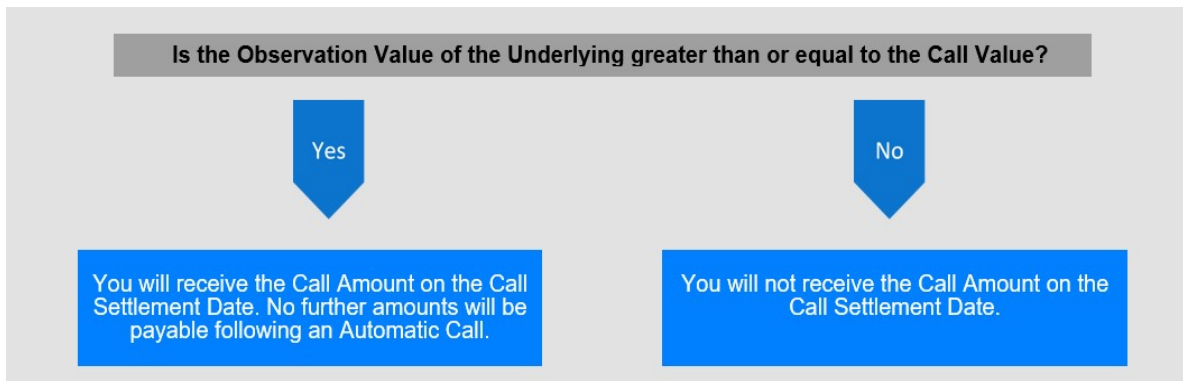 Is the Observation Value of the Underlying greater than or equal to the Call Value?
Yes
No
You will receive the Call Amount on the Call
Settlement Date. No further amounts will be
payable following an Automatic Call.
You will not receive the Call Amount on the
Call Settlement Date.